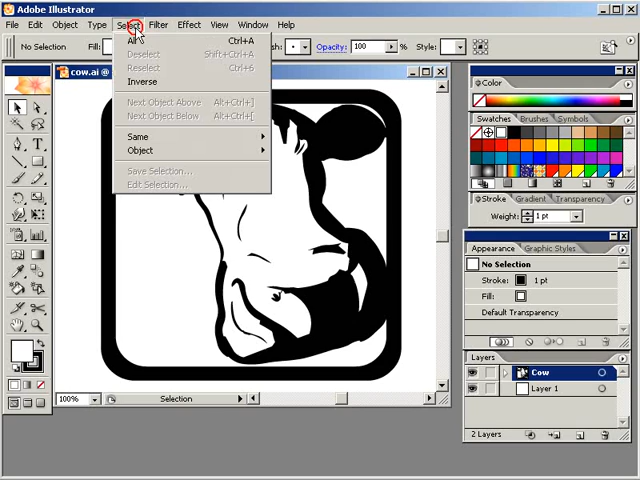 Adobe Illustrator
File Edit Object Type Select Filter Effect View Window Help
No Selection Fill: Brush: Opacity: 100 % Style:
cow.ai @
All Ctrl+A
Deselect Shift+Ctrl+A
Reselect Ctrl+6
Inverse
Next Object Above Alt+Ctrl+]
Next Object Below Alt+Ctrl+[
Same
Object
Save Selection...
Edit Selection...
Color
Swatches Brushes Symbols
Stroke Gradient Transparency
Weight: 1 pt
Appearance Graphic Styles
No Selection
Stroke: 1 pt
Fill:
Default Transparency
Layers
Cow
Layer 1
2 Layers
100% Selection